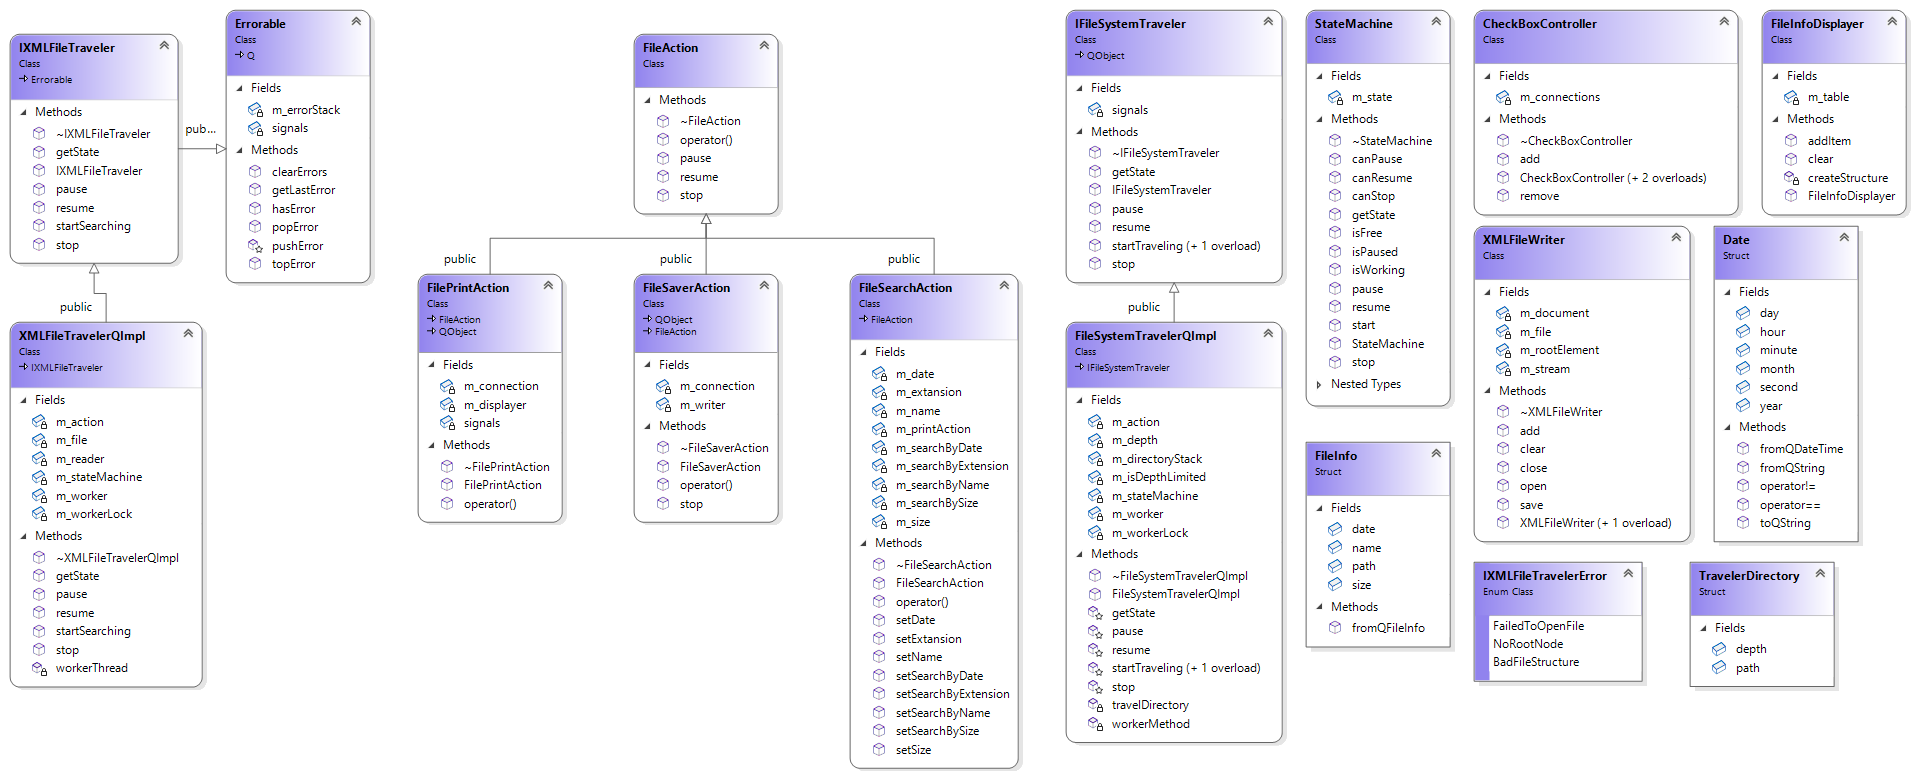 IXMLFileTraveler
Class
Errorable
Methods
~IXMLFileTraveler
getState
IXMLFileTraveler
pause
resume
startSearching
stop
pub...
public
XMLFileTravelerQImpl
Class
IXMLFileTraveler
Fields
m_action
m_file
m_reader
m_stateMachine
m_worker
m_workerLock
Methods
~XMLFileTravelerQImpl
getState
pause
resume
startSearching
stop
workerThread
Errorable
Class
Q
Fields
m_errorStack
signals
Methods
clearErrors
getLastError
hasError
popError
pushError
topError
FileAction
Class
Methods
~FileAction
operator()
pause
resume
stop
public
public
public
FilePrintAction
Class
FileAction
QObject
Fields
m_connection
m_displayer
signals
Methods
~FilePrintAction
FilePrintAction
operator()
FileSaverAction
Class
QObject
FileAction
Fields
m_connection
m_writer
Methods
~FileSaverAction
FileSaverAction
operator()
stop
FileSearchAction
Class
FileAction
Fields
m_date
m_extansion
m_name
m_printAction
m_searchByDate
m_searchByExtension
m_searchByName
m_searchBySize
m_size
Methods
~FileSearchAction
FileSearchAction
operator()
setDate
setExtansion
setName
setSearchByDate
setSearchByExtension
setSearchByName
setSearchBySize
setSize
IFileSystemTraveler
Class
QObject
Fields
signals
Methods
~IFileSystemTraveler
getState
IFileSystemTraveler
pause
resume
startTraveling (+ 1 overload)
stop
public
FileSystemTravelerQImpl
Class
IFileSystemTraveler
Fields
m_action
m_depth
m_directoryStack
m_isDepthLimited
m_stateMachine
m_worker
m_workerLock
Methods
~FileSystemTravelerQImpl
FileSystemTravelerQImpl
getState
pause
resume
startTraveling (+ 1 overload)
stop
travelDirectory
workerMethod
StateMachine
Class
Fields
m_state
Methods
~StateMachine
canPause
canResume
canStop
getState
isFree
isPaused
isWorking
pause
resume
start
StateMachine
stop
Nested Types
FileInfo
Struct
Fields
date
name
path
size
Methods
fromQFileInfo
CheckBoxController
Class
Fields
m_connections
Methods
~CheckBoxController
add
CheckBoxController (+ 2 overloads)
remove
FileInfoDisplayer
Class
Fields
m_table
Methods
addItem
clear
createStructure
FileInfoDisplayer
XMLFileWriter
Class
Fields
m_document
m_file
m_rootElement
m_stream
Methods
~XMLFileWriter
add
clear
close
open
save
XMLFileWriter (+ 1 overload)
Date
Struct
Fields
day
hour
minute
month
second
year
Methods
fromQDateTime
fromQString
operator!=
operator==
toQString
IXMLFileTravelerError
Enum Class
FailedToOpenFile
NoRootNode
BadFileStructure
TravelerDirectory
Struct
Fields
depth
path